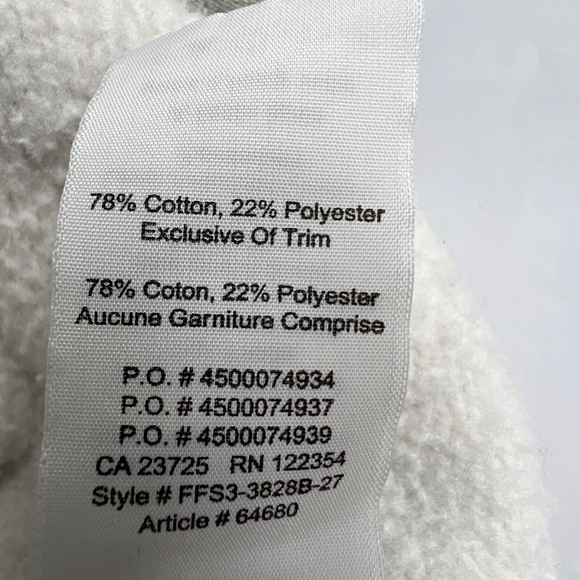 78% Cotton, 22% Polyester
Exclusive Of Trim
78% Coton, 22% Polyester
Aucune Garniture Comprise
P.O. # 4500074934
P.O. # 4500074937
P.O. # 4500074939
CA 23725 RN 122354
Style # FFS3-3828B-27
Article # 64680